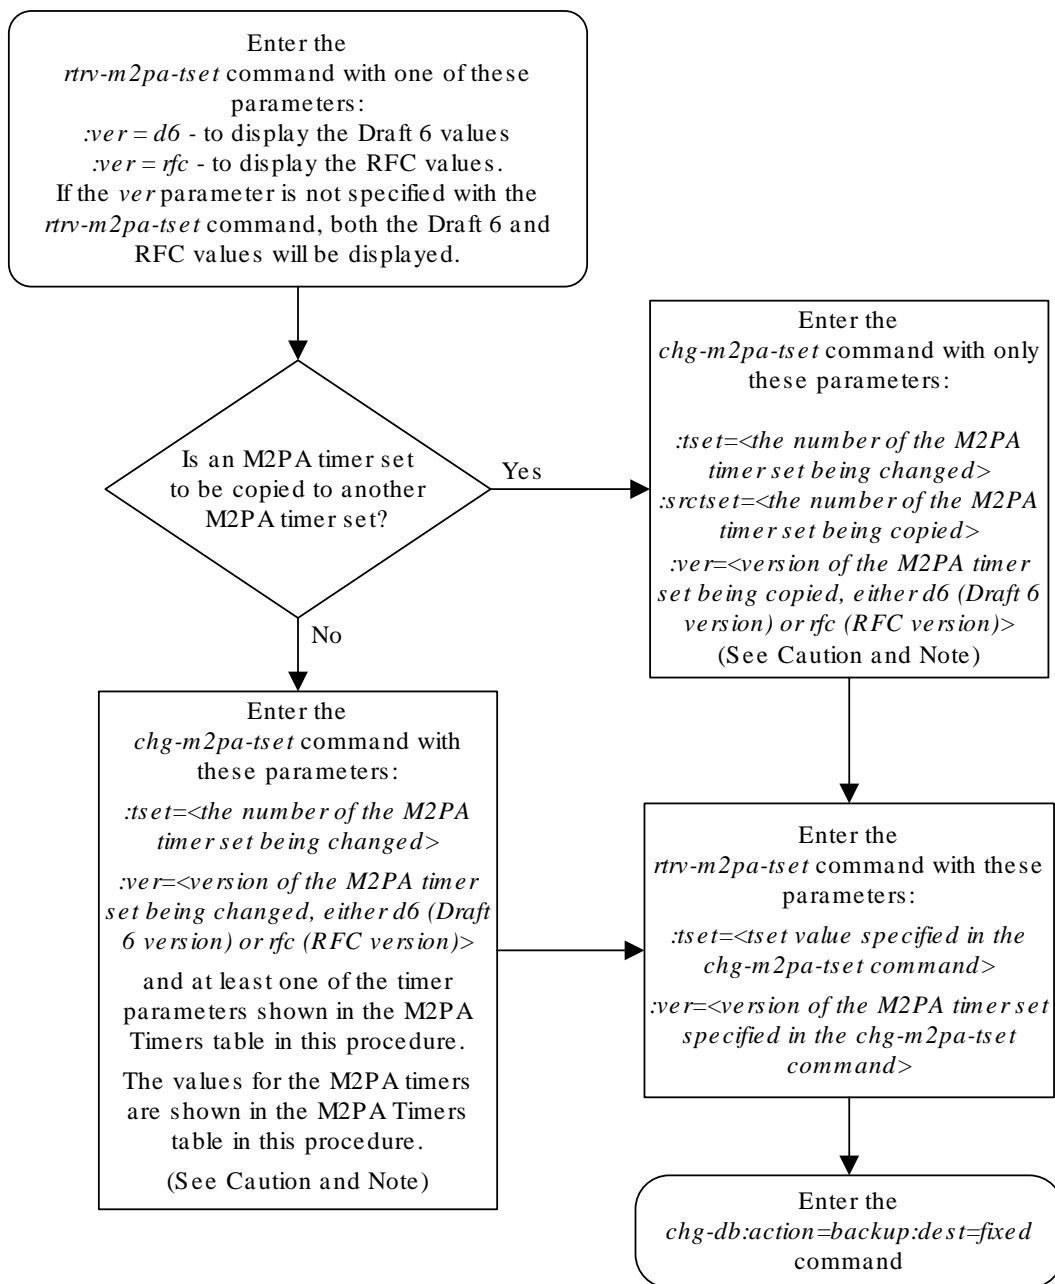 Enter the
rtrv-m2pa-tset command with one of these
parameters:
:ver = d6 - to display the Draft 6 values
:ver = rfc - to display the RFC values.
If the ver parameter is not specified with the
rtrv-m2pa-tset command, both the Draft 6 and
RFC values will be displayed.
Is an M2PA timer set
to be copied to another
M2PA timer set?
Yes
No
Enter the
chg-m2pa-tset command with only
these parameters:
:tset=<the number of the M2PA
timer set being changed>
:srctset=<the number of the M2PA
timer set being copied>
:ver=<version of the M2PA timer
set being copied, either d6 (Draft 6
version) or rfc (RFC version)>
(See Caution and Note)
Enter the
chg-m2pa-tset command with
these parameters:
:tset=<the number of the M2PA
timer set being changed>
:ver=<version of the M2PA timer
set being changed, either d6 (Draft
6 version) or rfc (RFC version)>
and at least one of the timer
parameters shown in the M2PA
Timers table in this procedure.
The values for the M2PA timers
are shown in the M2PA Timers
table in this procedure.
(See Caution and Note)
Enter the
rtrv-m2pa-tset command with these
parameters:
:tset=<tset value specified in the
chg-m2pa-tset command>
:ver=<version of the M2PA timer set
specified in the chg-m2pa-tset
command>
Enter the
chg-db:action=backup:dest=fixed
command